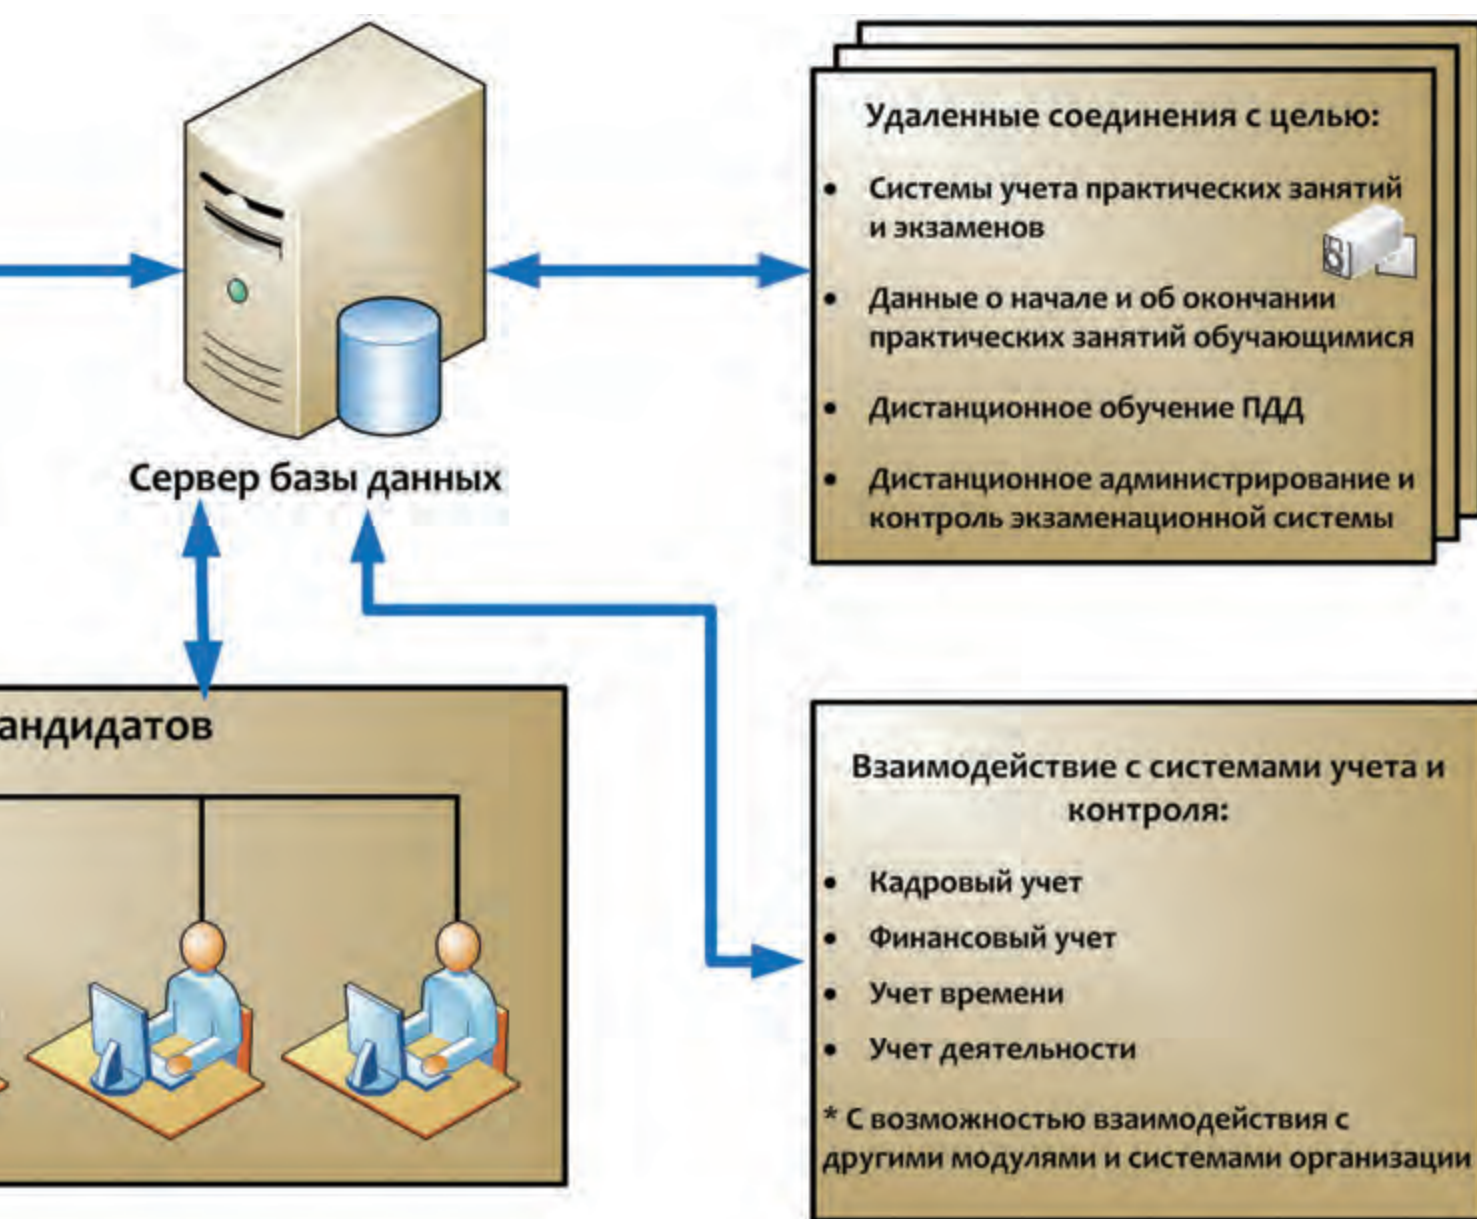 Удаленные соединения с целью:
• Системы учета практических занятий
и экзаменов
• Данные о начале и об окончании
практических занятий обучающимися
• Дистанционное обучение ПДД
• Дистанционное администрирование и
контроль экзаменационной системы
Сервер базы данных
андидатов
Взаимодействие с системами учета и
контроля:
• Кадровый учет
• Финансовый учет
• Учет времени
• Учет деятельности
* С возможностью взаимодействия с
другими модулями и системами организации